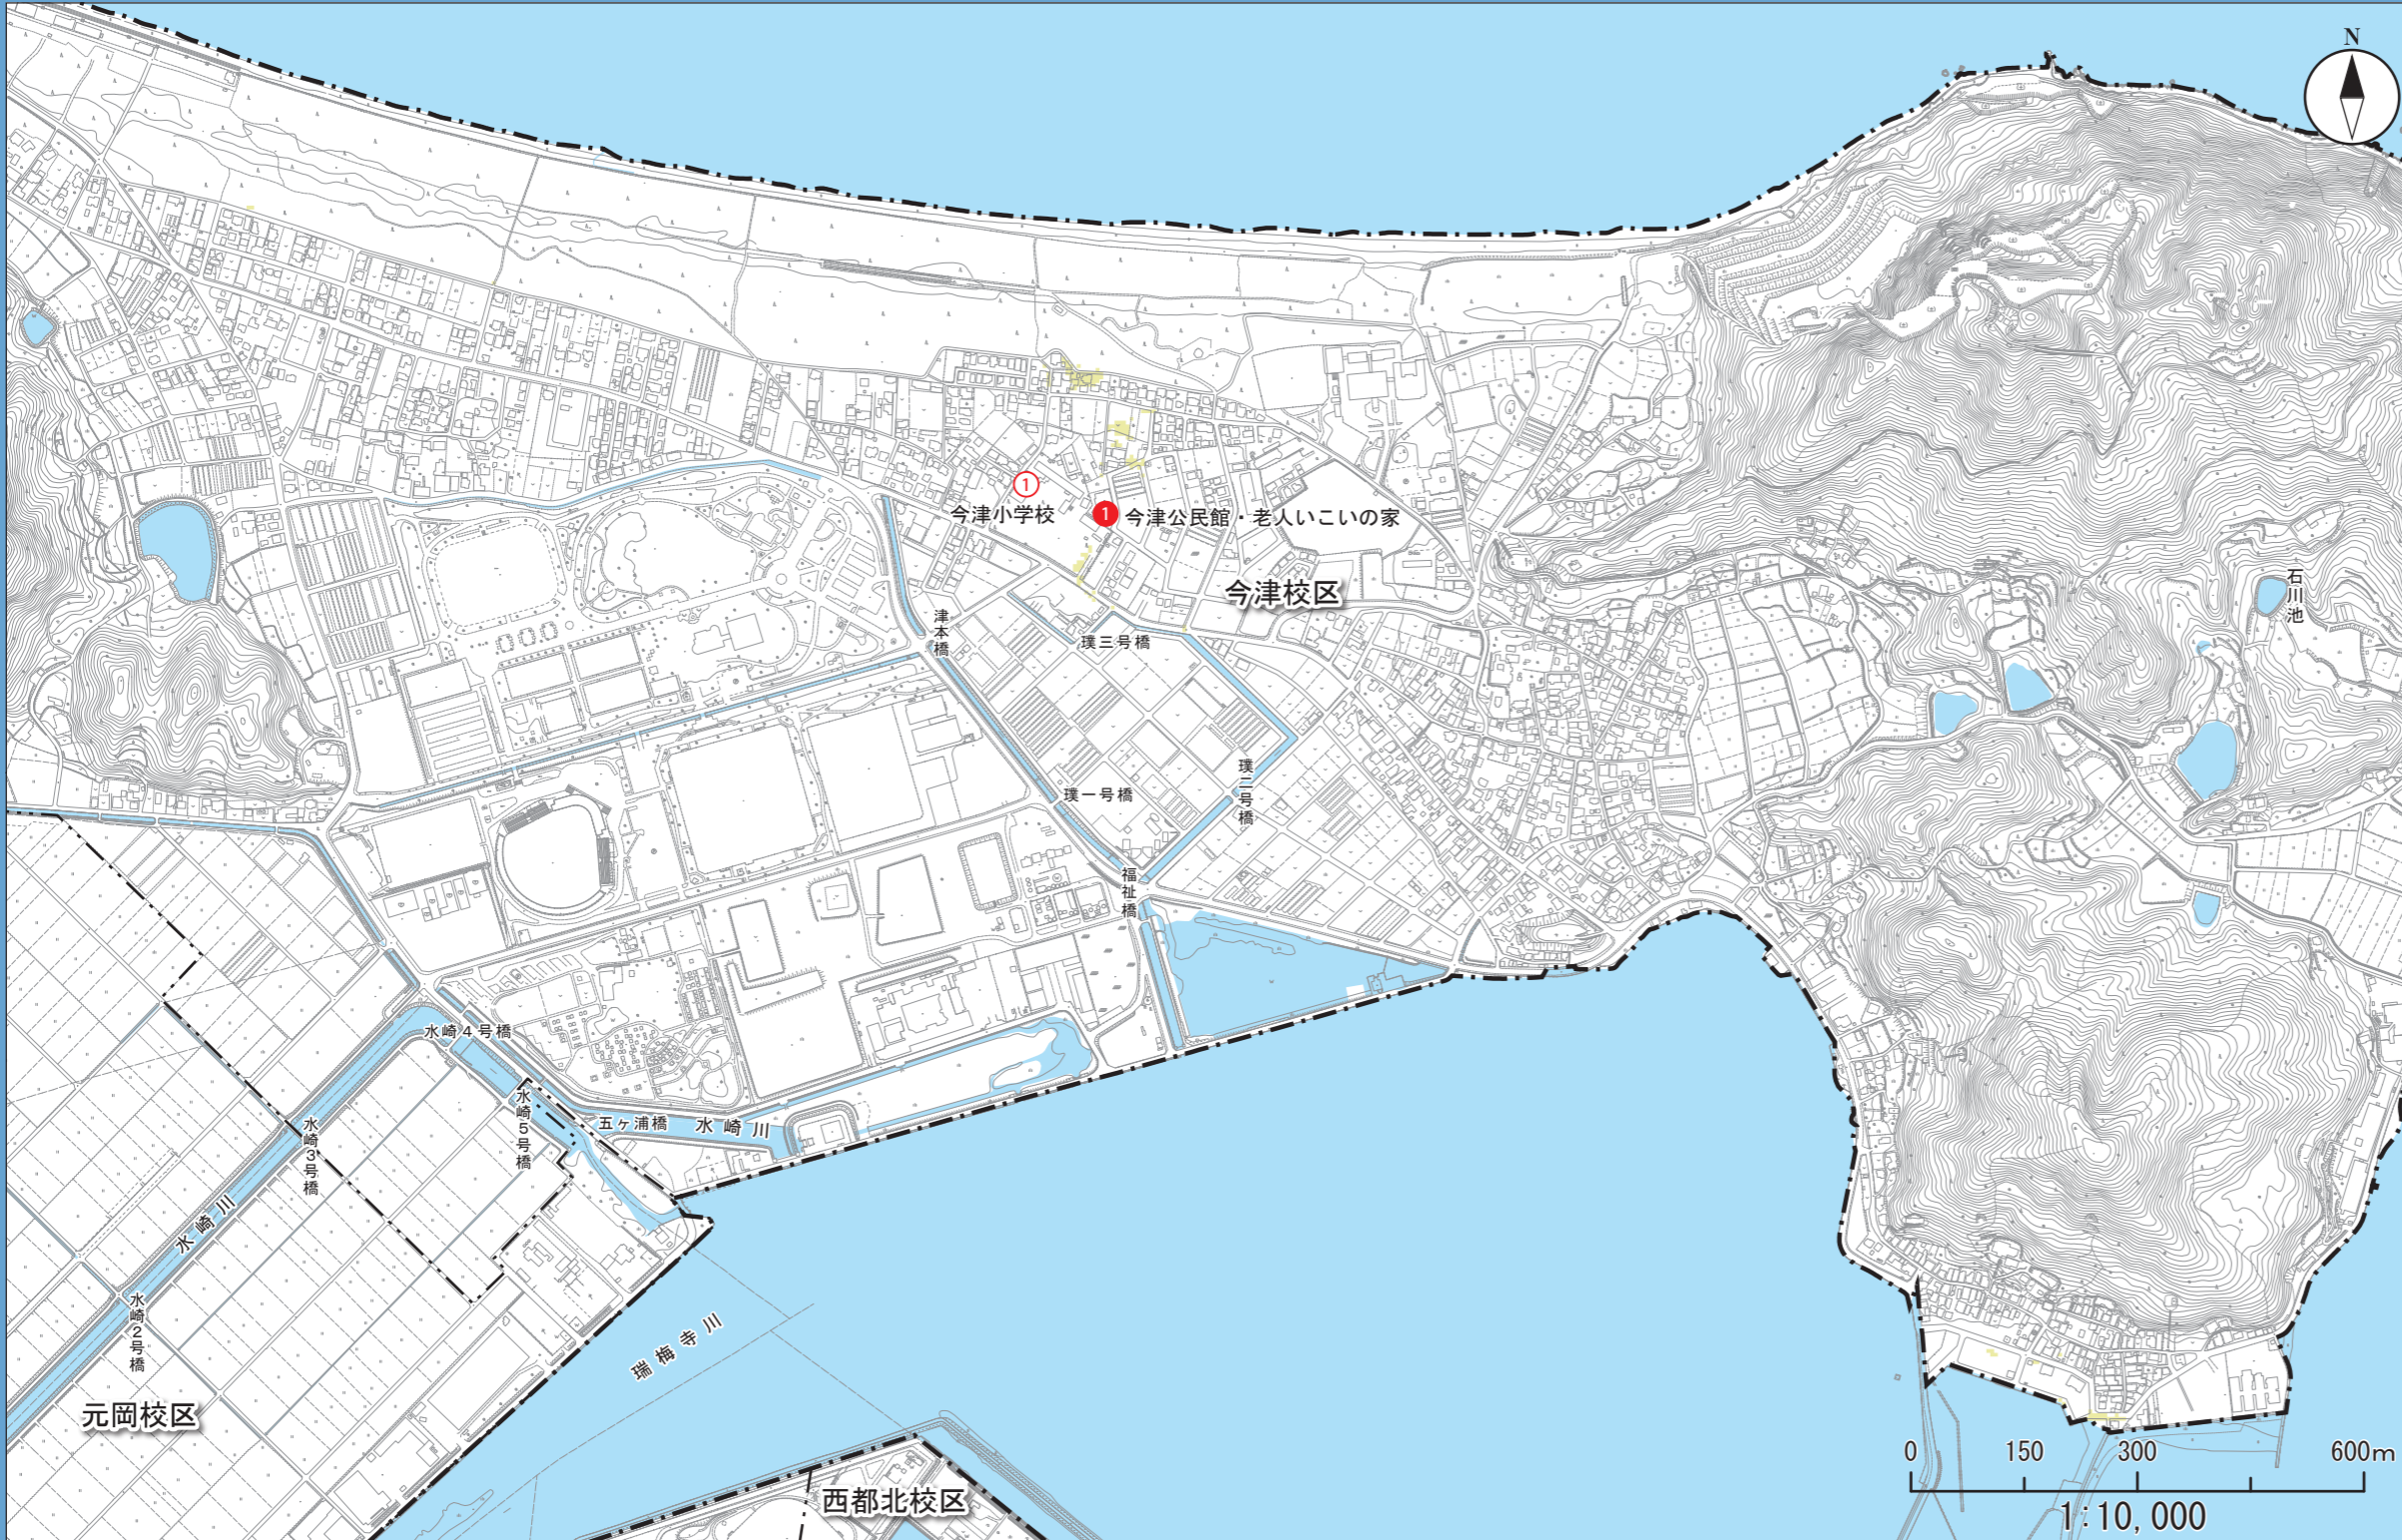 N
①
今津小学校
1
今津公民館・老人いこいの家
今津校区
石川池
津本橋
璞三号橋
璞二号橋
璞一号橋
福祉橋
水崎４号橋
水崎５号橋
五ヶ浦橋
水崎川
水崎３号橋
水崎川
水崎２号橋
瑞梅寺川
元岡校区
西都北校区
0 150 300 600m
1:10,000